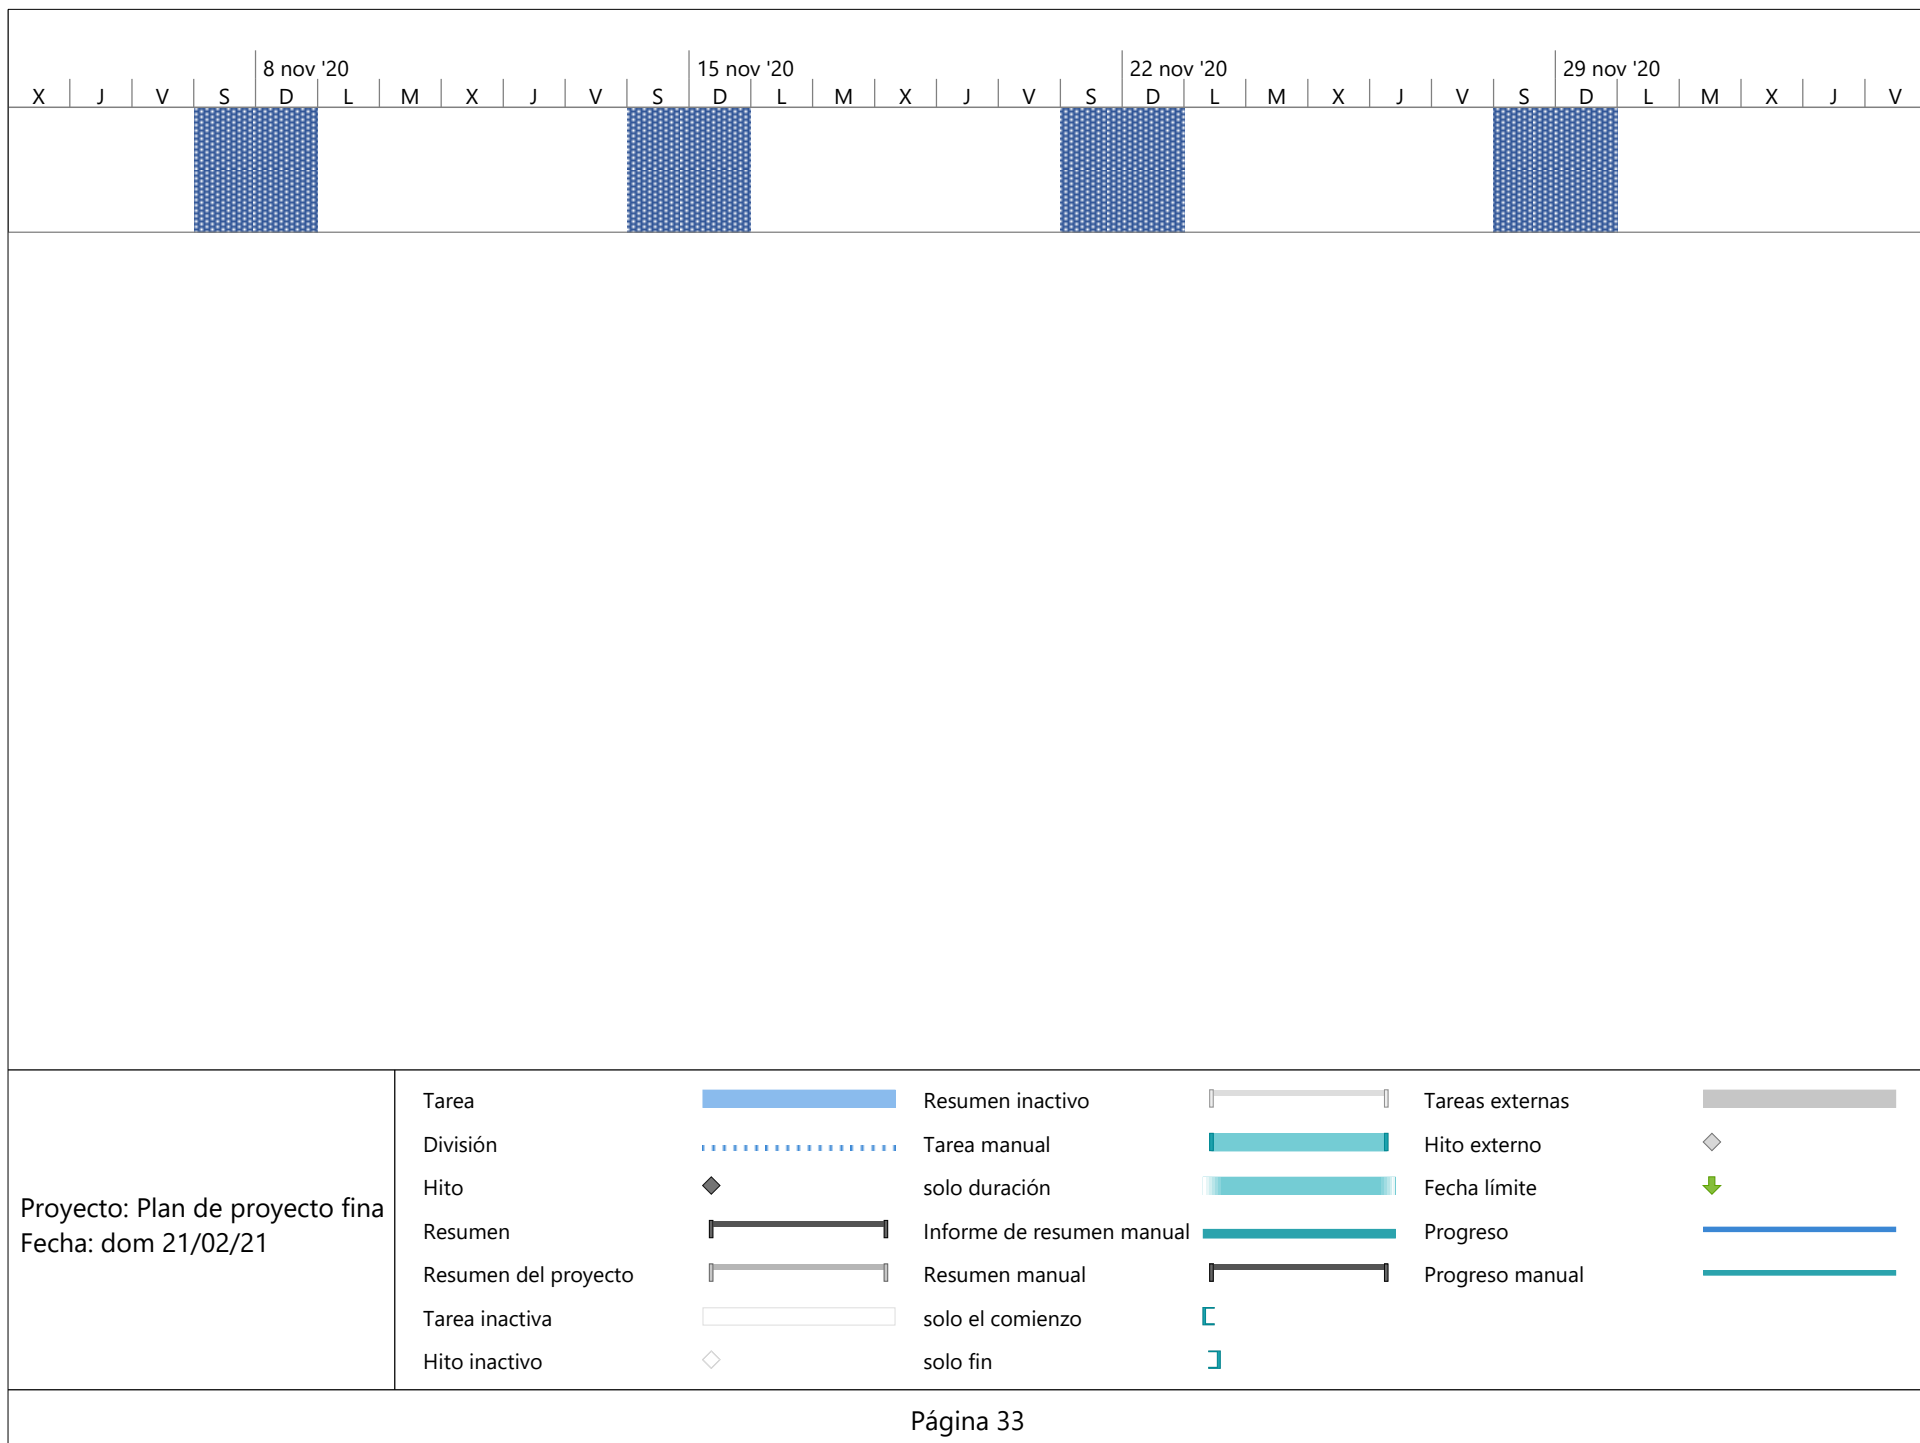 8 nov '20 15 nov '20 22 nov '20 29 nov '20
X J V S D L M X J V S D L M X J V S D L M X J V S D L M X J V
Tarea Resumen inactivo Tareas externas
División Tarea manual Hito externo
Hito solo duración Fecha límite
Proyecto: Plan de proyecto fina
Fecha: dom 21/02/21
Resumen Informe de resumen manual Progreso
Resumen del proyecto Resumen manual Progreso manual
Tarea inactiva solo el comienzo
Hito inactivo solo fin
Página 33